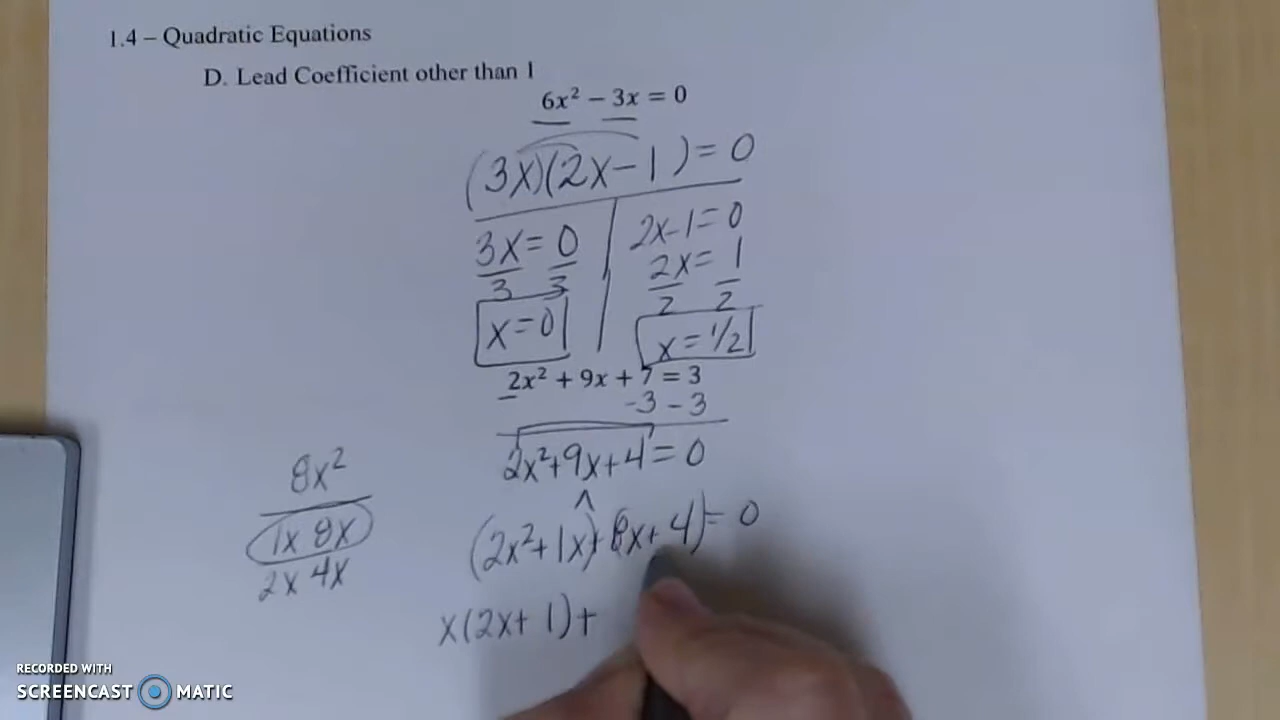 1.4 – Quadratic Equations
D. Lead Coefficient other than 1
6x² − 3x = 0
(3x)(2x−1)=0
3x=0 2x-1=0
3 3 2x=1
2 2
x=0 x=1/2
2x² + 9x + 7 = 3
-3 -3
2x²+9x+4=0
8x²
(2x²+1x)+(8x+4)=0
1x 8x
2x 4x
x(2x+1)+
RECORDED WITH
SCREENCAST MATIC